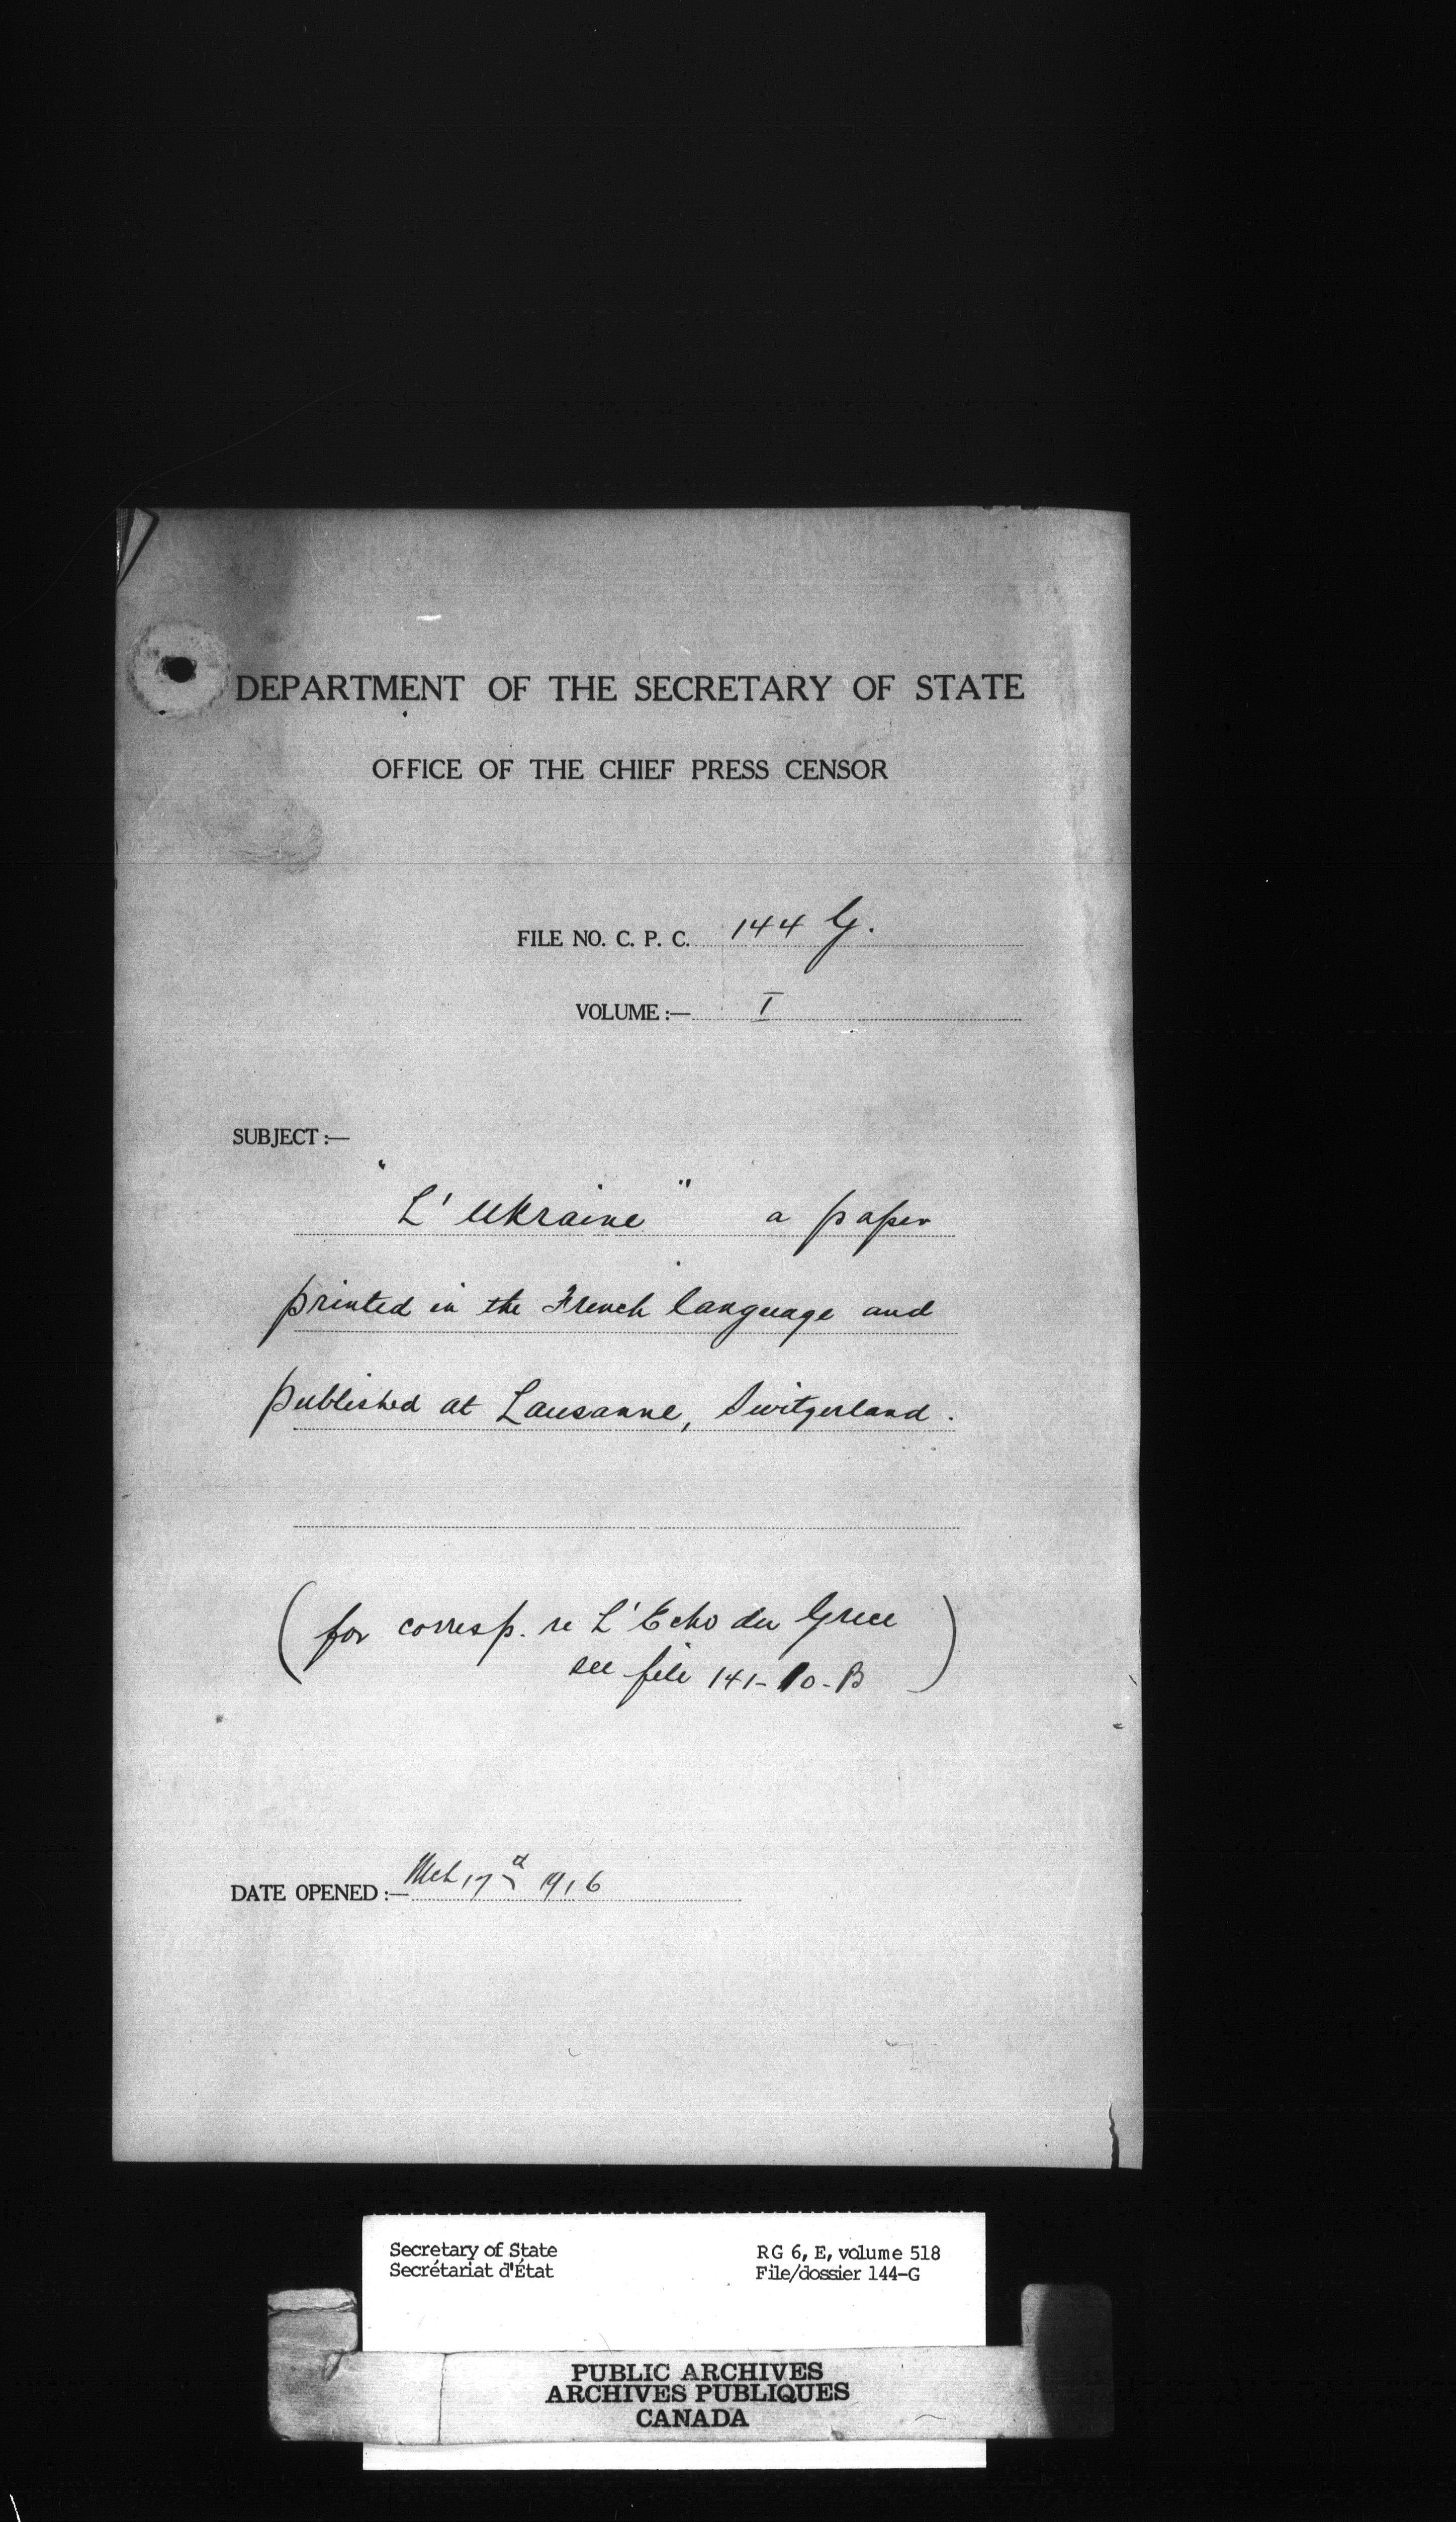 DEPARTMENT OF THE SECRETARY OF STATE
OFFICE OF THE CHIEF PRESS CENSOR
FILE NO. C. P. C. 144 G.
VOLUME :— I
SUBJECT :—
"L'Ukraine" a paper
printed in the French language and
published at Lausanne, Switzerland.
(for corresp. re L'Echo du Grece
see file 141-10-B)
DATE OPENED :— Mch 17th 1916
Secretary of State
Secrétariat d'État
RG 6, E, volume 518
File/dossier 144-G
PUBLIC ARCHIVES
ARCHIVES PUBLIQUES
CANADA